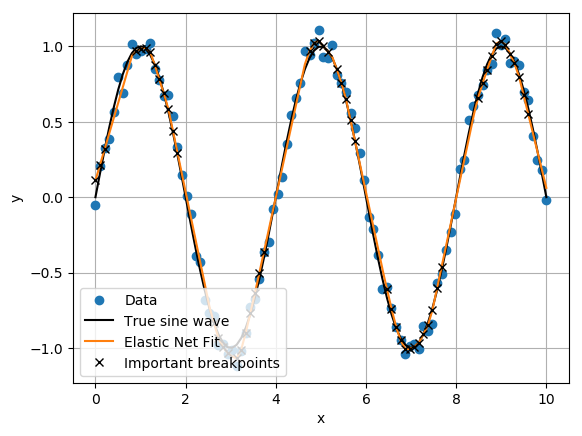 1.0
0.5
0.0
−0.5
−1.0
y
Data
True sine wave
Elastic Net Fit
Important breakpoints
0 2 4 6 8 10
x